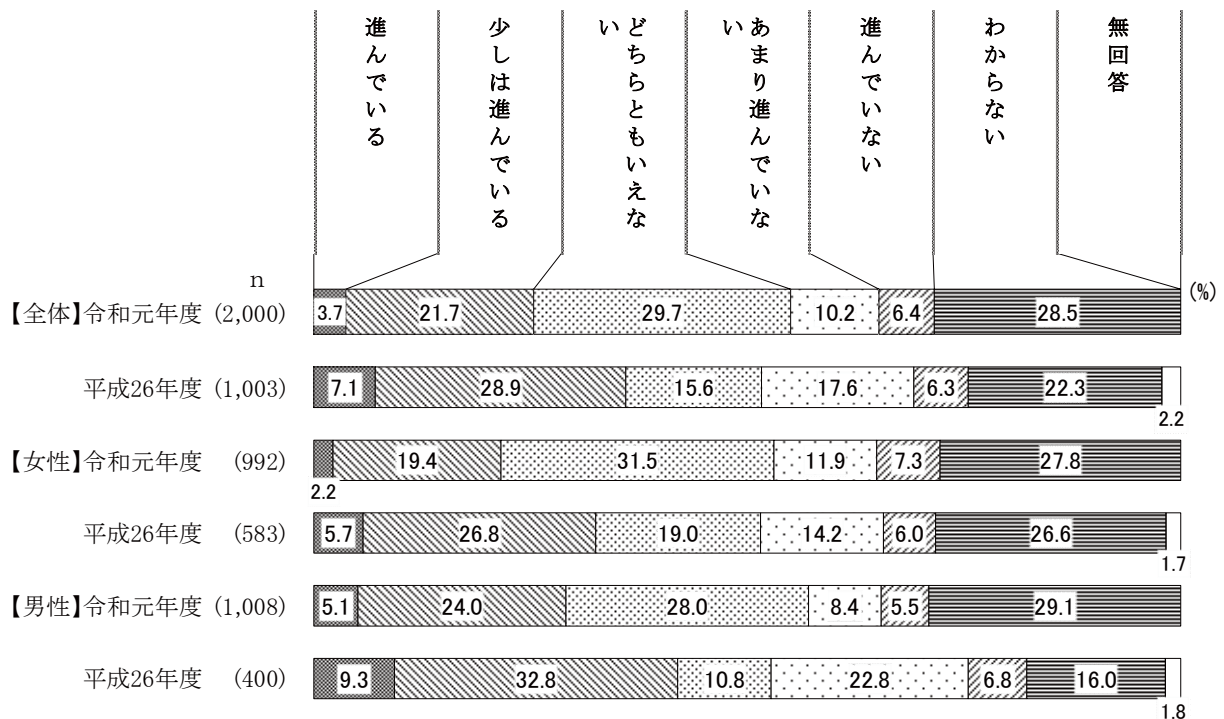 進んでいる
少しは進んでいる
どちらともいえな
い
あまり進んでいな
い
進んでいない
わからない
無回答
n
(%)
【全体】令和元年度 (2,000) 3.7 21.7 29.7 10.2 6.4 28.5
平成26年度 (1,003) 7.1 28.9 15.6 17.6 6.3 22.3
2.2
【女性】令和元年度 (992) 19.4 31.5 11.9 7.3 27.8
2.2
平成26年度 (583) 5.7 26.8 19.0 14.2 6.0 26.6
1.7
【男性】令和元年度 (1,008) 5.1 24.0 28.0 8.4 5.5 29.1
平成26年度 (400) 9.3 32.8 10.8 22.8 6.8 16.0
1.8